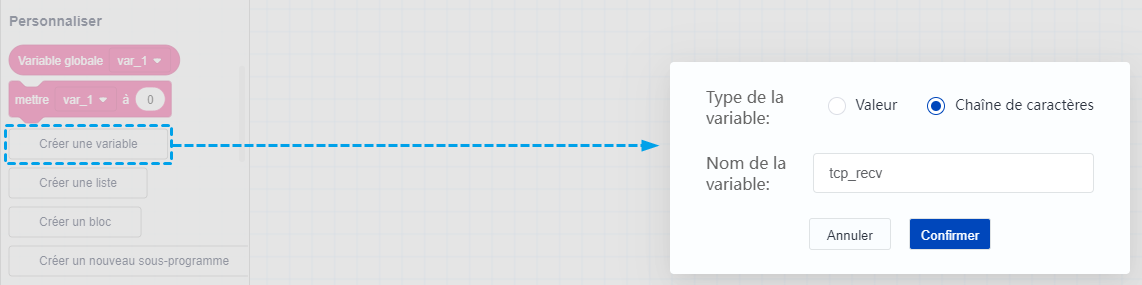 Personnaliser
Variable globale var_1
mettre var_1 à 0
Créer une variable
Créer une liste
Créer un bloc
Créer un nouveau sous-programme
Type de la
variable:
Valeur
Chaîne de caractères
Nom de la
variable:
tcp_recv
Annuler
Confirmer